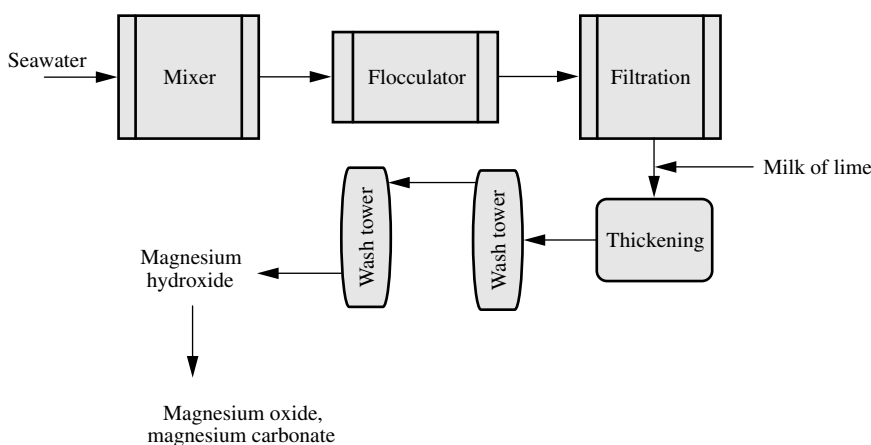 Seawater
Mixer
Flocculator
Filtration
Milk of lime
Thickening
Wash tower
Wash tower
Magnesium
hydroxide
Magnesium oxide,
magnesium carbonate